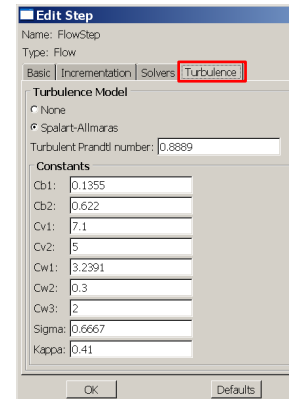 Edit Step
Name: FlowStep
Type: Flow
Basic Incrementation Solvers Turbulence
Turbulence Model
None
Spalart-Allmaras
Turbulent Prandtl number: 0.8889
Constants
Cb1: 0.1355
Cb2: 0.622
Cv1: 7.1
Cv2: 5
Cw1: 3.2391
Cw2: 0.3
Cw3: 2
Sigma: 0.6667
Kappa: 0.41
OK Defaults